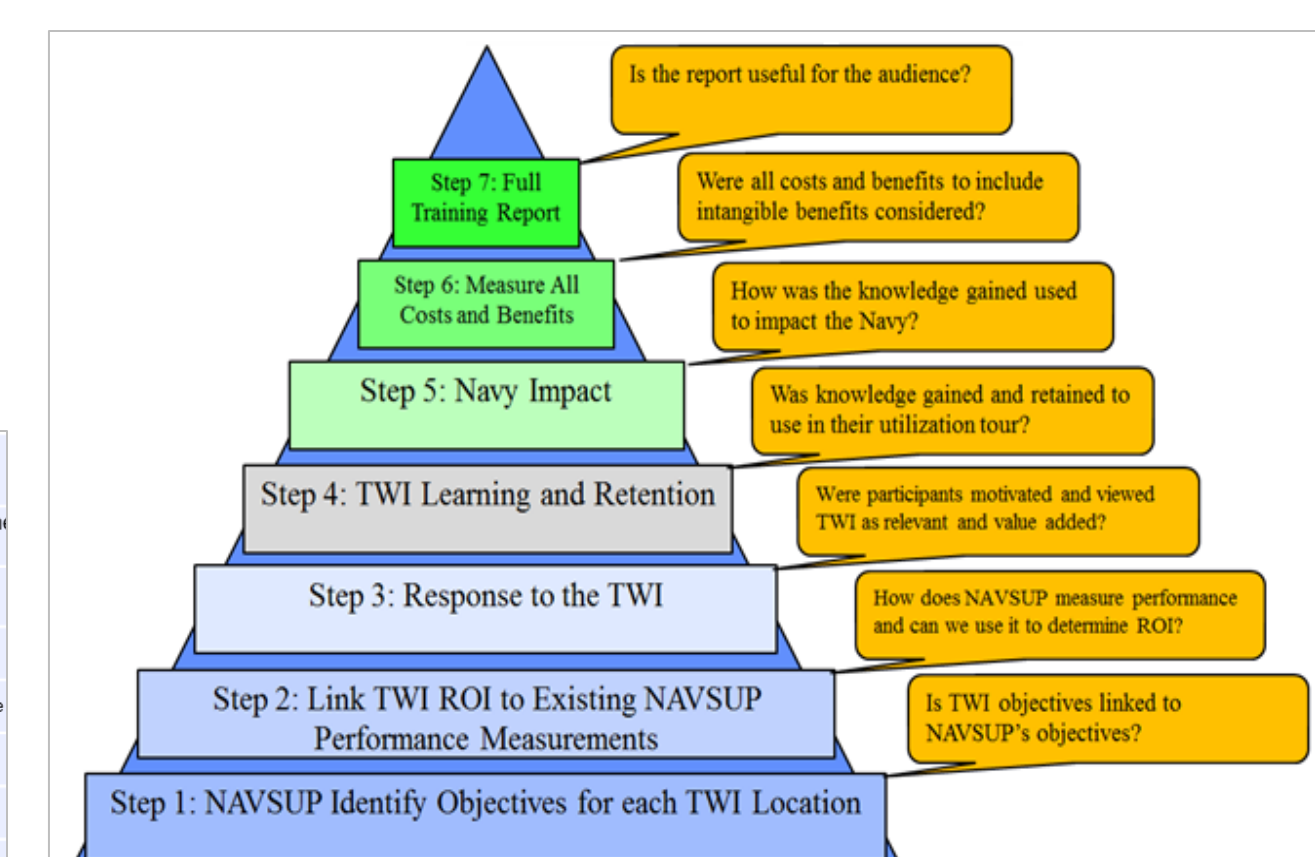 Is the report useful for the audience?
Step 7: Full
Training Report
Were all costs and benefits to include
intangible benefits considered?
Step 6: Measure All
Costs and Benefits
How was the knowledge gained used
to impact the Navy?
Step 5: Navy Impact
Was knowledge gained and retained to
use in their utilization tour?
Step 4: TWI Learning and Retention
Were participants motivated and viewed
TWI as relevant and value added?
Step 3: Response to the TWI
How does NAVSUP measure performance
and can we use it to determine ROI?
Step 2: Link TWI ROI to Existing NAVSUP
Performance Measurements
Is TWI objectives linked to
NAVSUP's objectives?
Step 1: NAVSUP Identify Objectives for each TWI Location